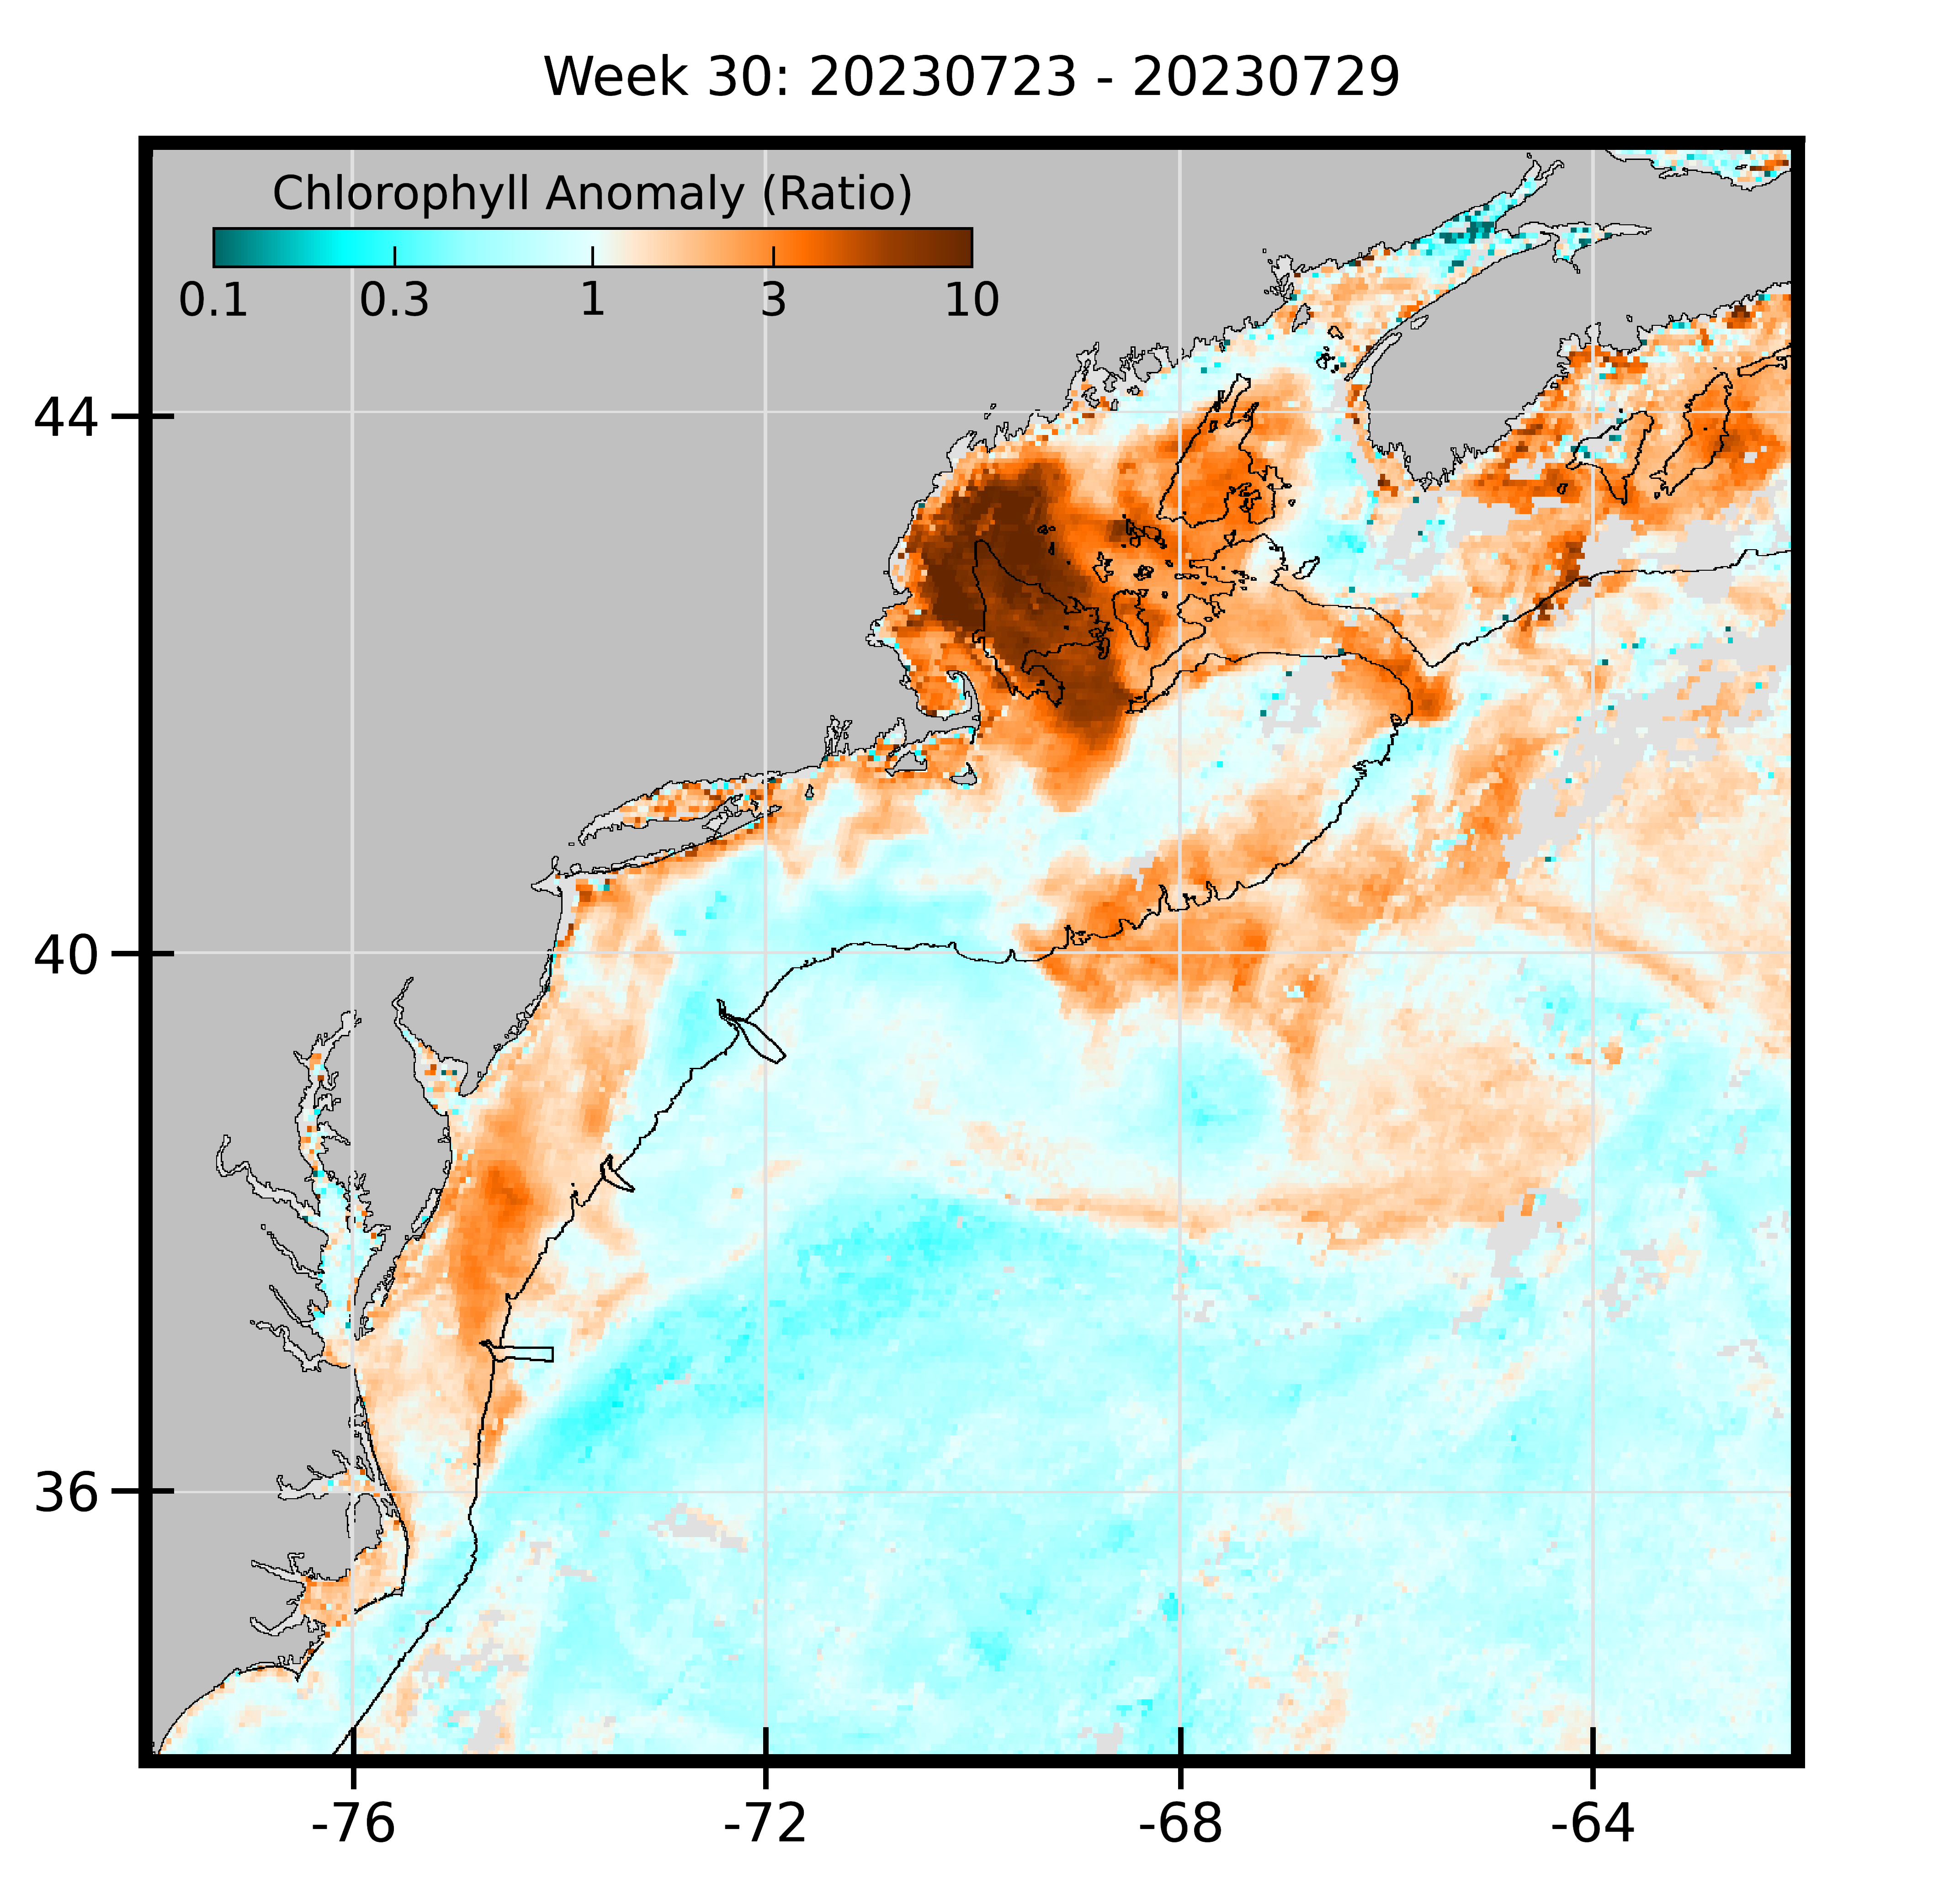 Week 30: 20230723 - 20230729
Chlorophyll Anomaly (Ratio)
0.1 0.3 1 3 10
44
40
36
-76 -72 -68 -64